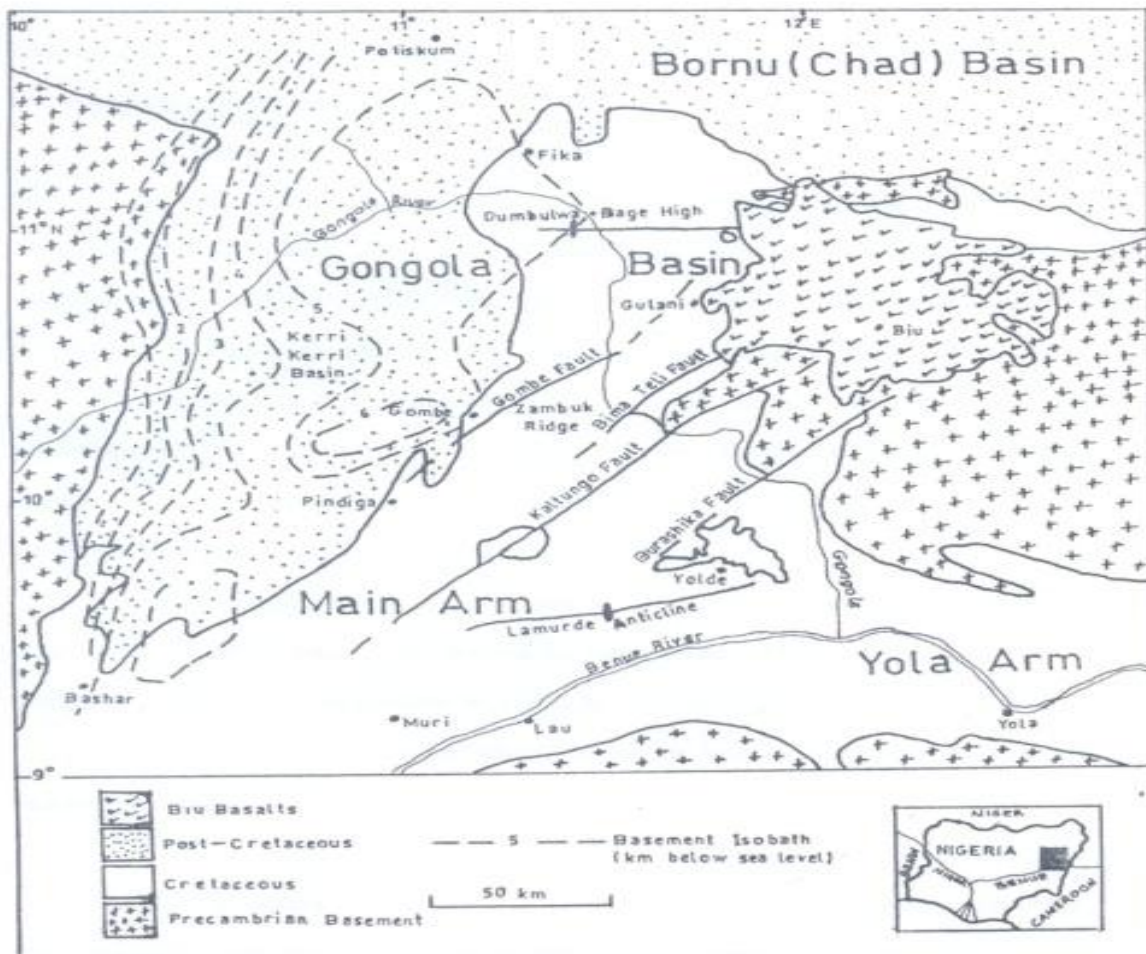 10°
11°
12°E
Potiskum
Bornu (Chad) Basin
Fika
Gongola River
Dumbulwa - Bage High
11°N
Gongola Basin
Gulani
2
3
4
5
Kerri
Kerri
Basin
Biu
Gombe Fault
Bima Teli Fault
6
Gombe
Zambuk
Ridge
Kaltungo Fault
10°
Pindiga
Burashika Fault
Yolde
Gongola
Main Arm
Lamurde Anticline
Benue River
Yola Arm
Bashar
Muri
Lau
Yola
9°
Biu Basalts
Post-Cretaceous
Cretaceous
Precambrian Basement
5
Basement Isobath
(km below sea level)
50 km
NIGER
NIGERIA
BENUE
CAMEROON